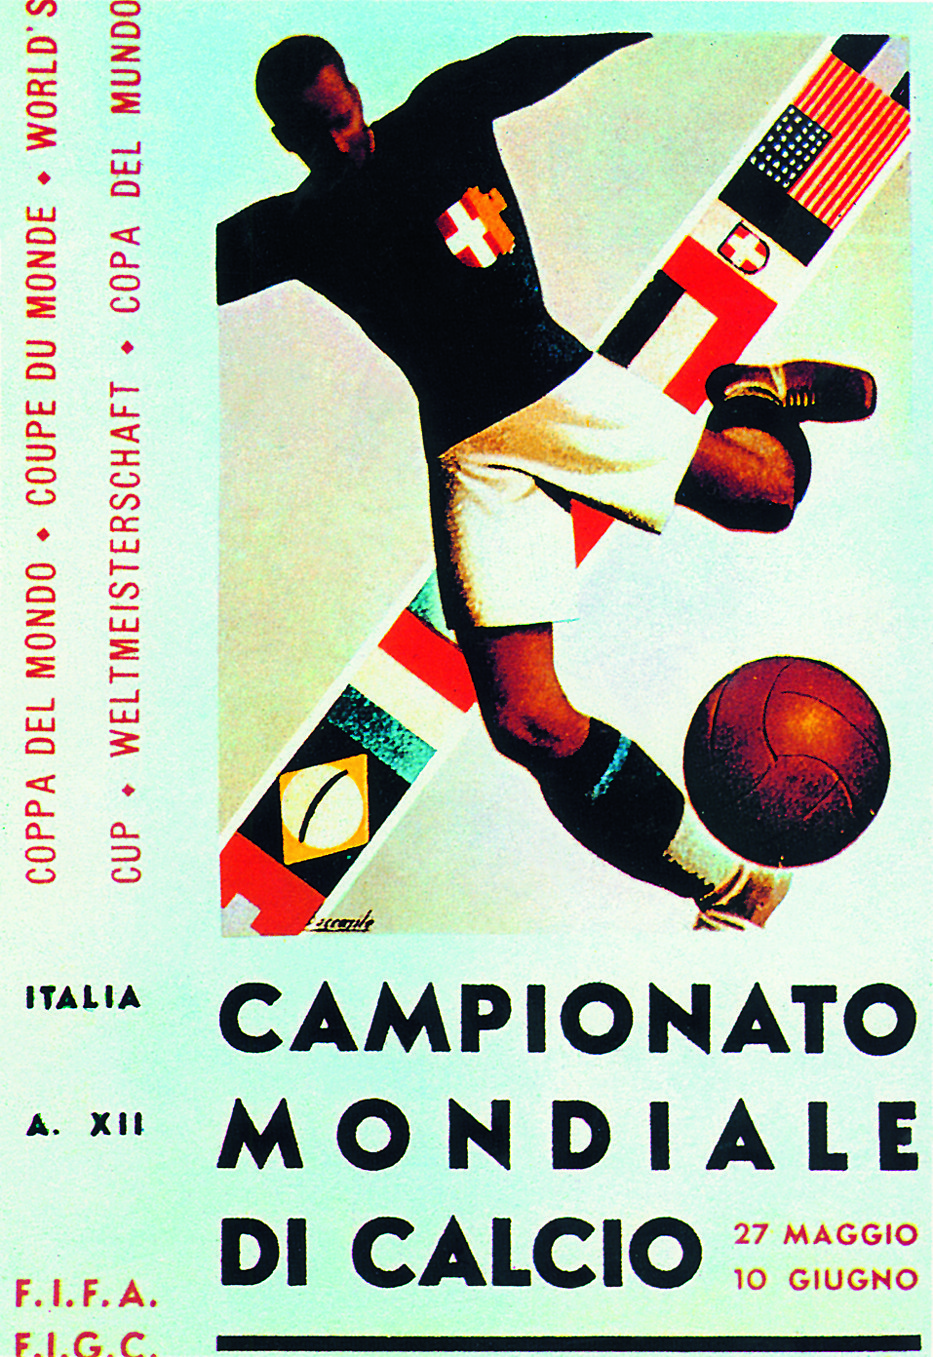 COPPA DEL MONDO ◆ COUPE DU MONDE ◆ WORLD'S
CUP ◆ WELTMEISTERSCHAFT ◆ COPA DEL MUNDO
ITALIA
A. XII
F.I.F.A.
F.I.G.C.
CAMPIONATO
MONDIALE
DI CALCIO
27 MAGGIO
10 GIUGNO